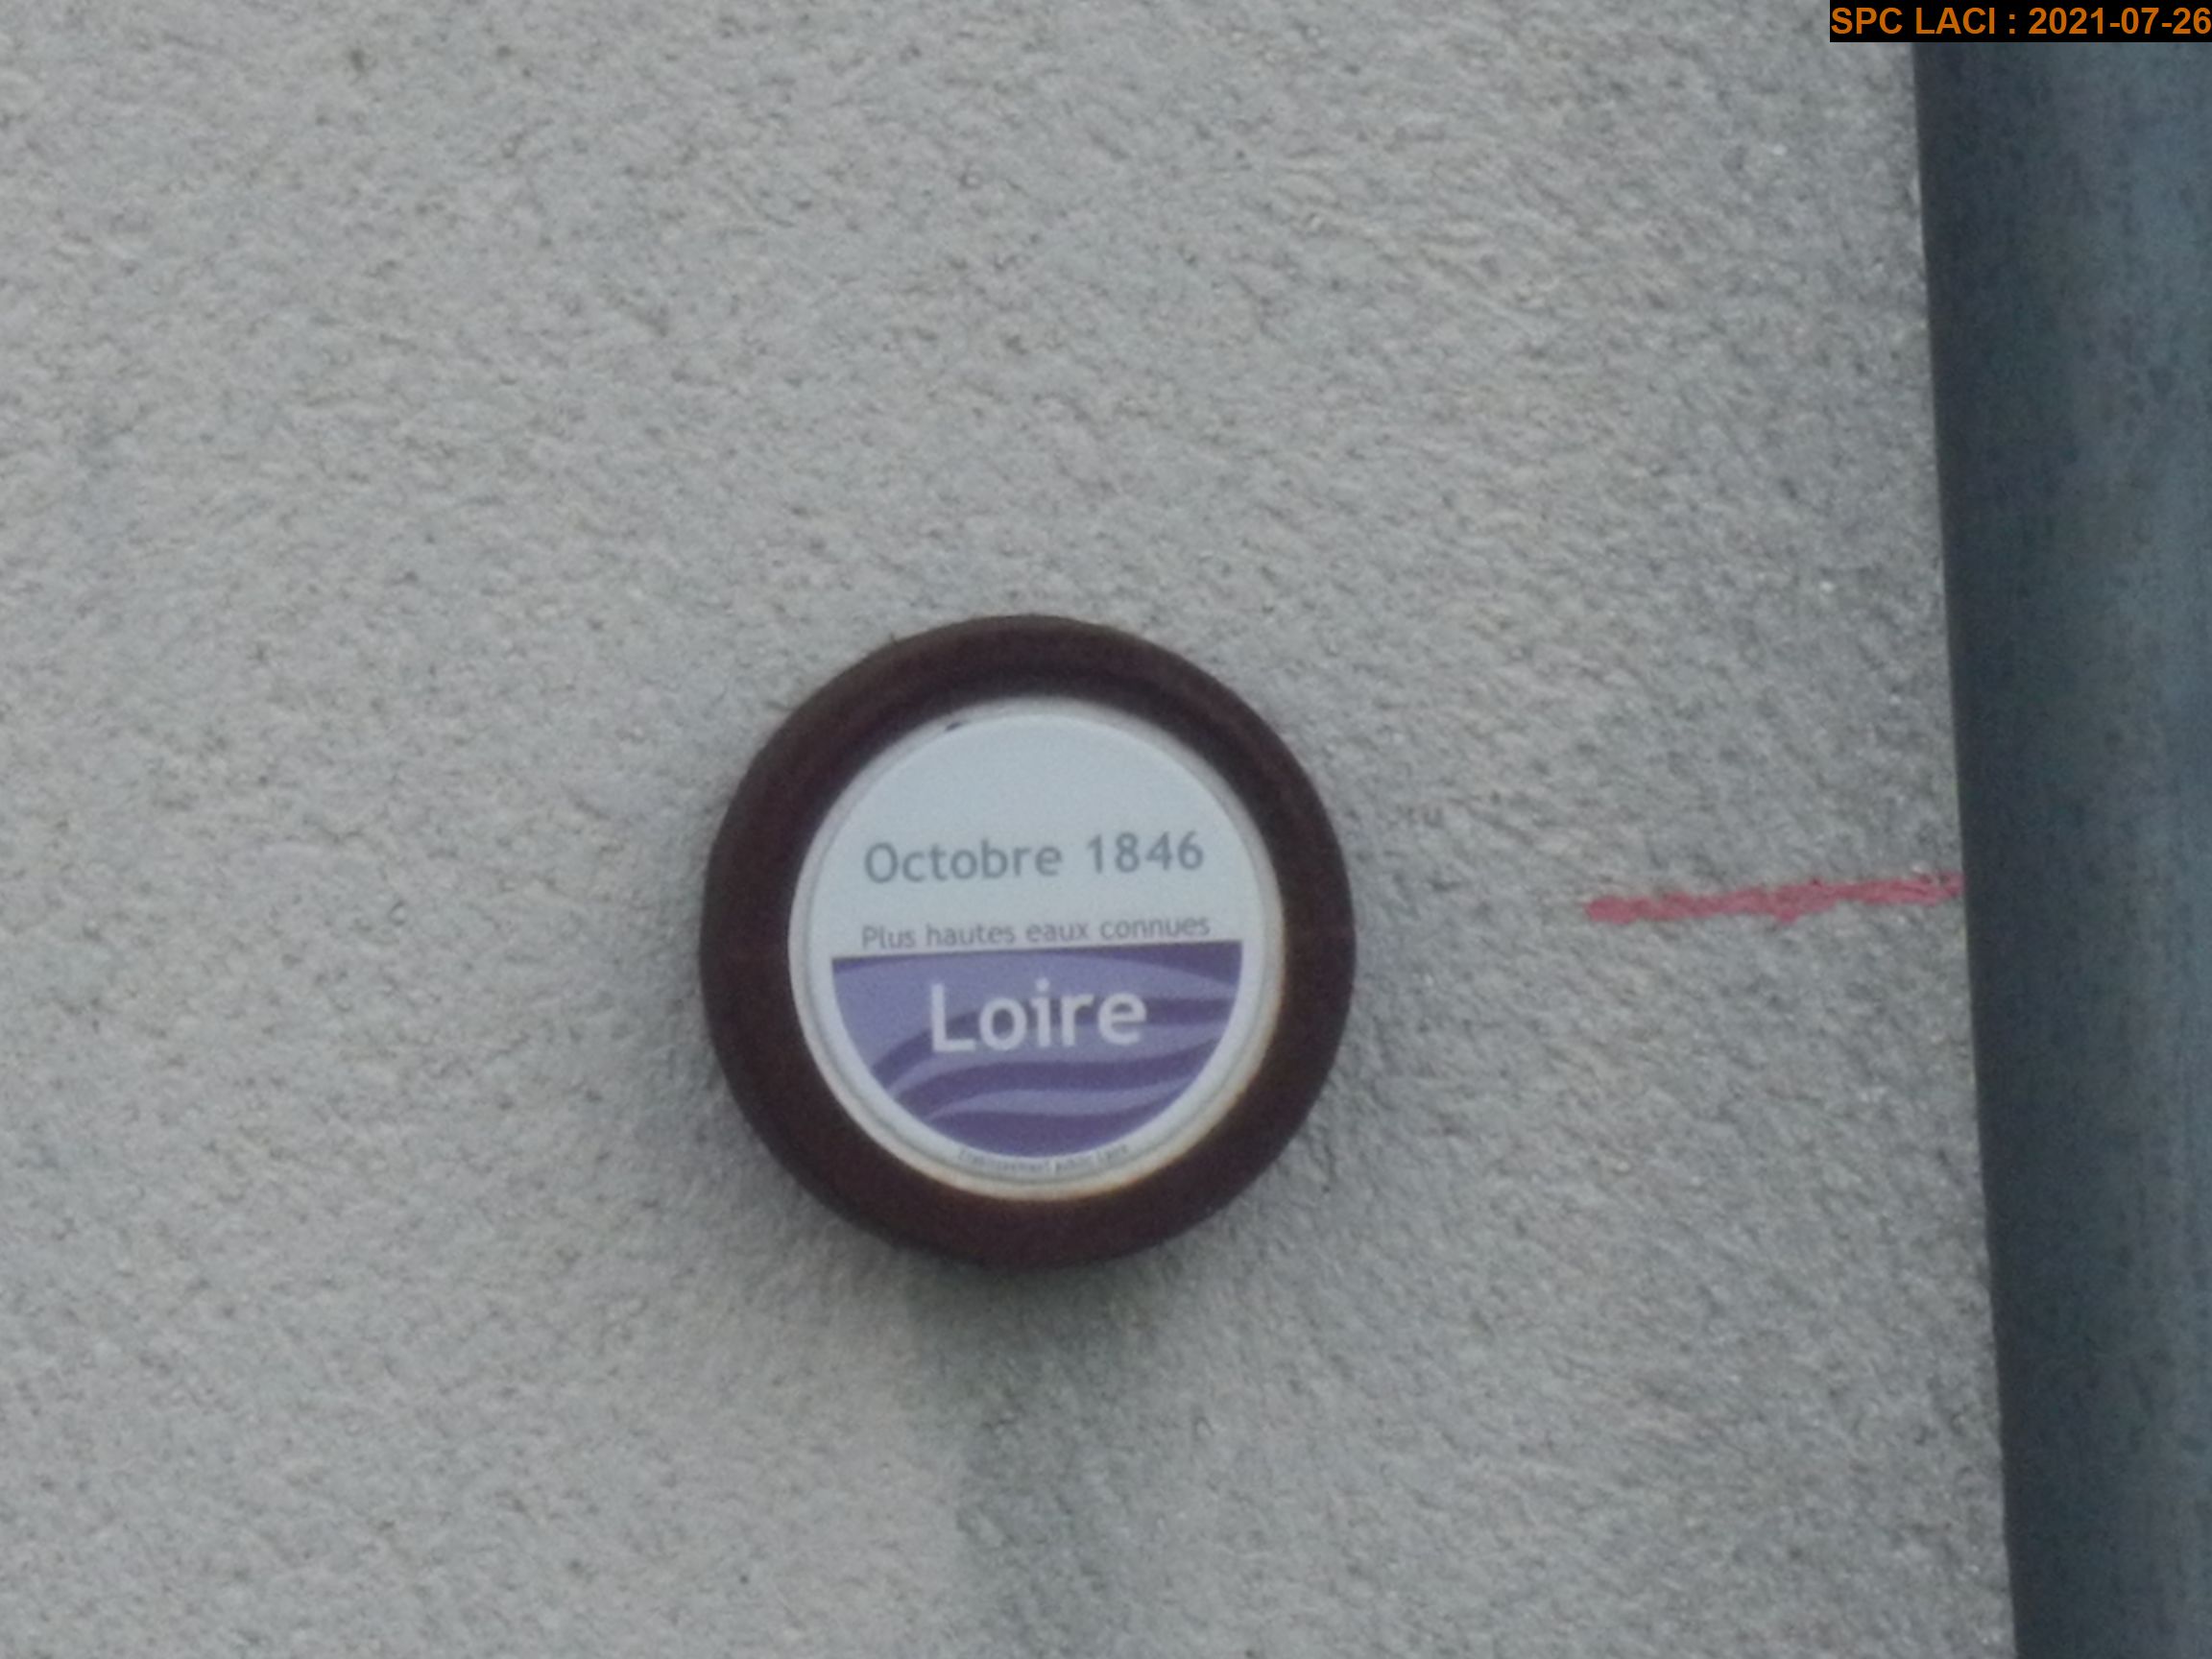 SPC LACI : 2021-07-26
Octobre 1846
Plus hautes eaux connues
Loire